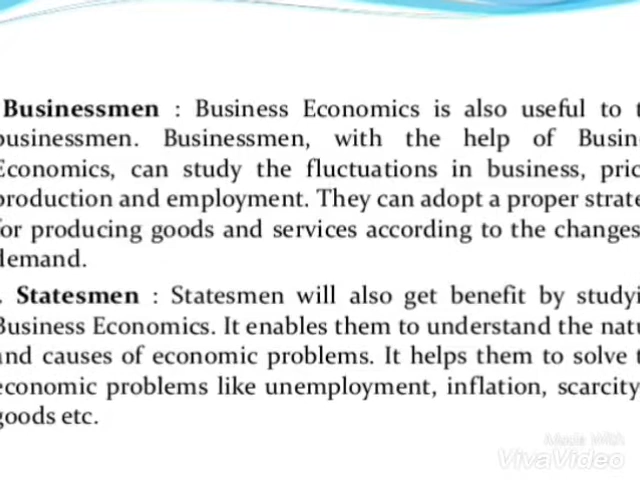 Businessmen : Business Economics is also useful to
businessmen. Businessmen, with the help of
Economics, can study the fluctuations in business,
production and employment. They can adopt a proper
for producing goods and services according to the changes
demand.
. Statesmen : Statesmen will also get benefit by
Business Economics. It enables them to understand the
and causes of economic problems. It helps them to solve
economic problems like unemployment, inflation, scarcity
goods etc.
Made With
VivaVideo